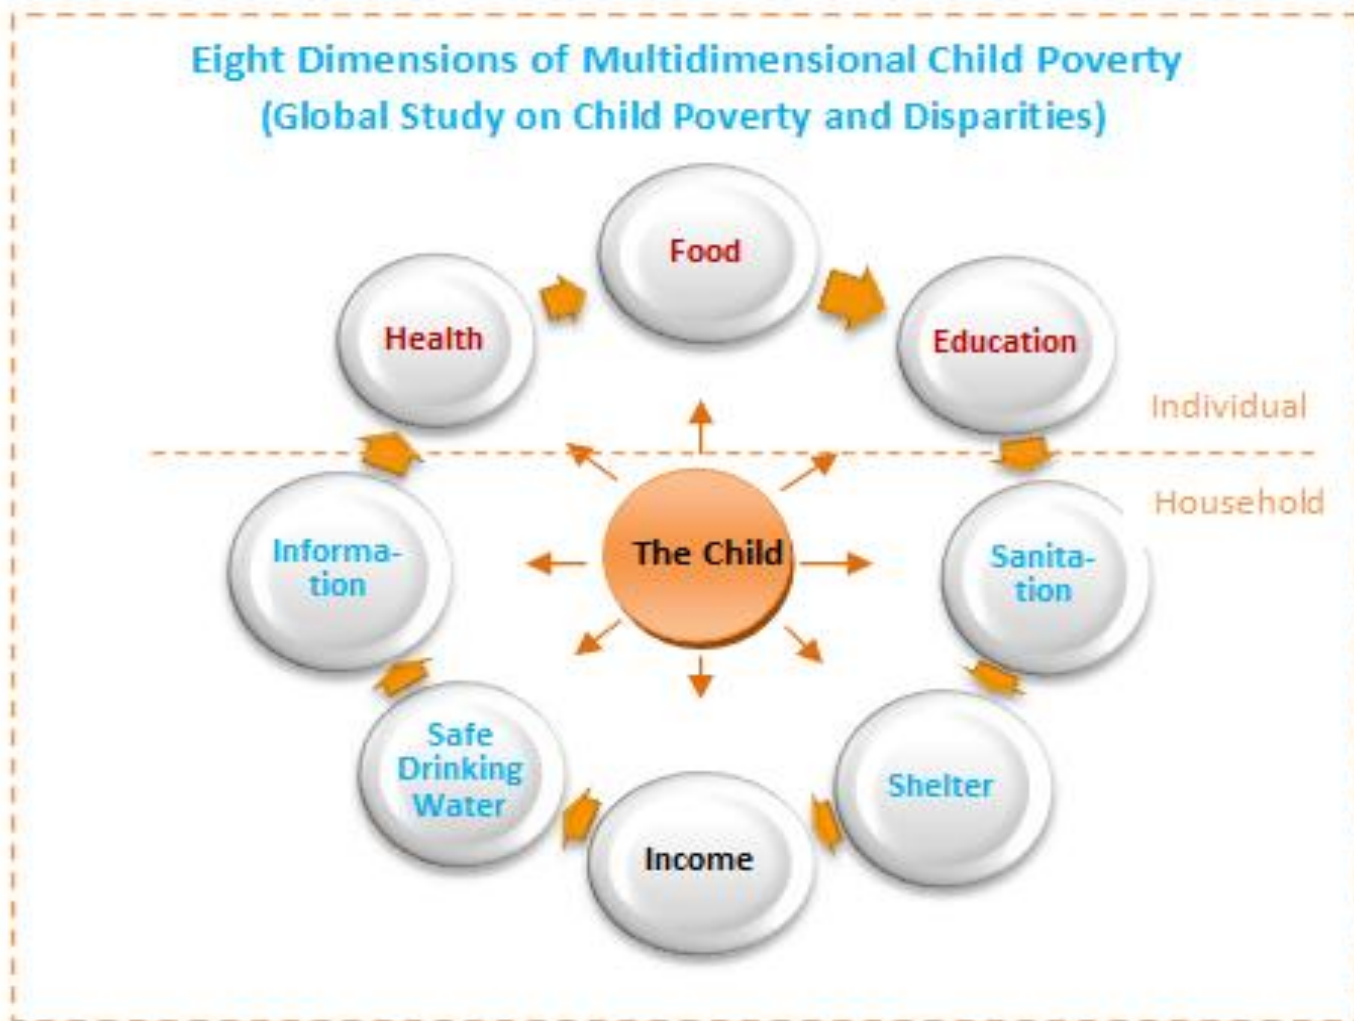 Eight Dimensions of Multidimensional Child Poverty
(Global Study on Child Poverty and Disparities)
Food
Health
Education
Individual
Household
The Child
Informa-
tion
Sanita-
tion
Safe
Drinking
Water
Shelter
Income